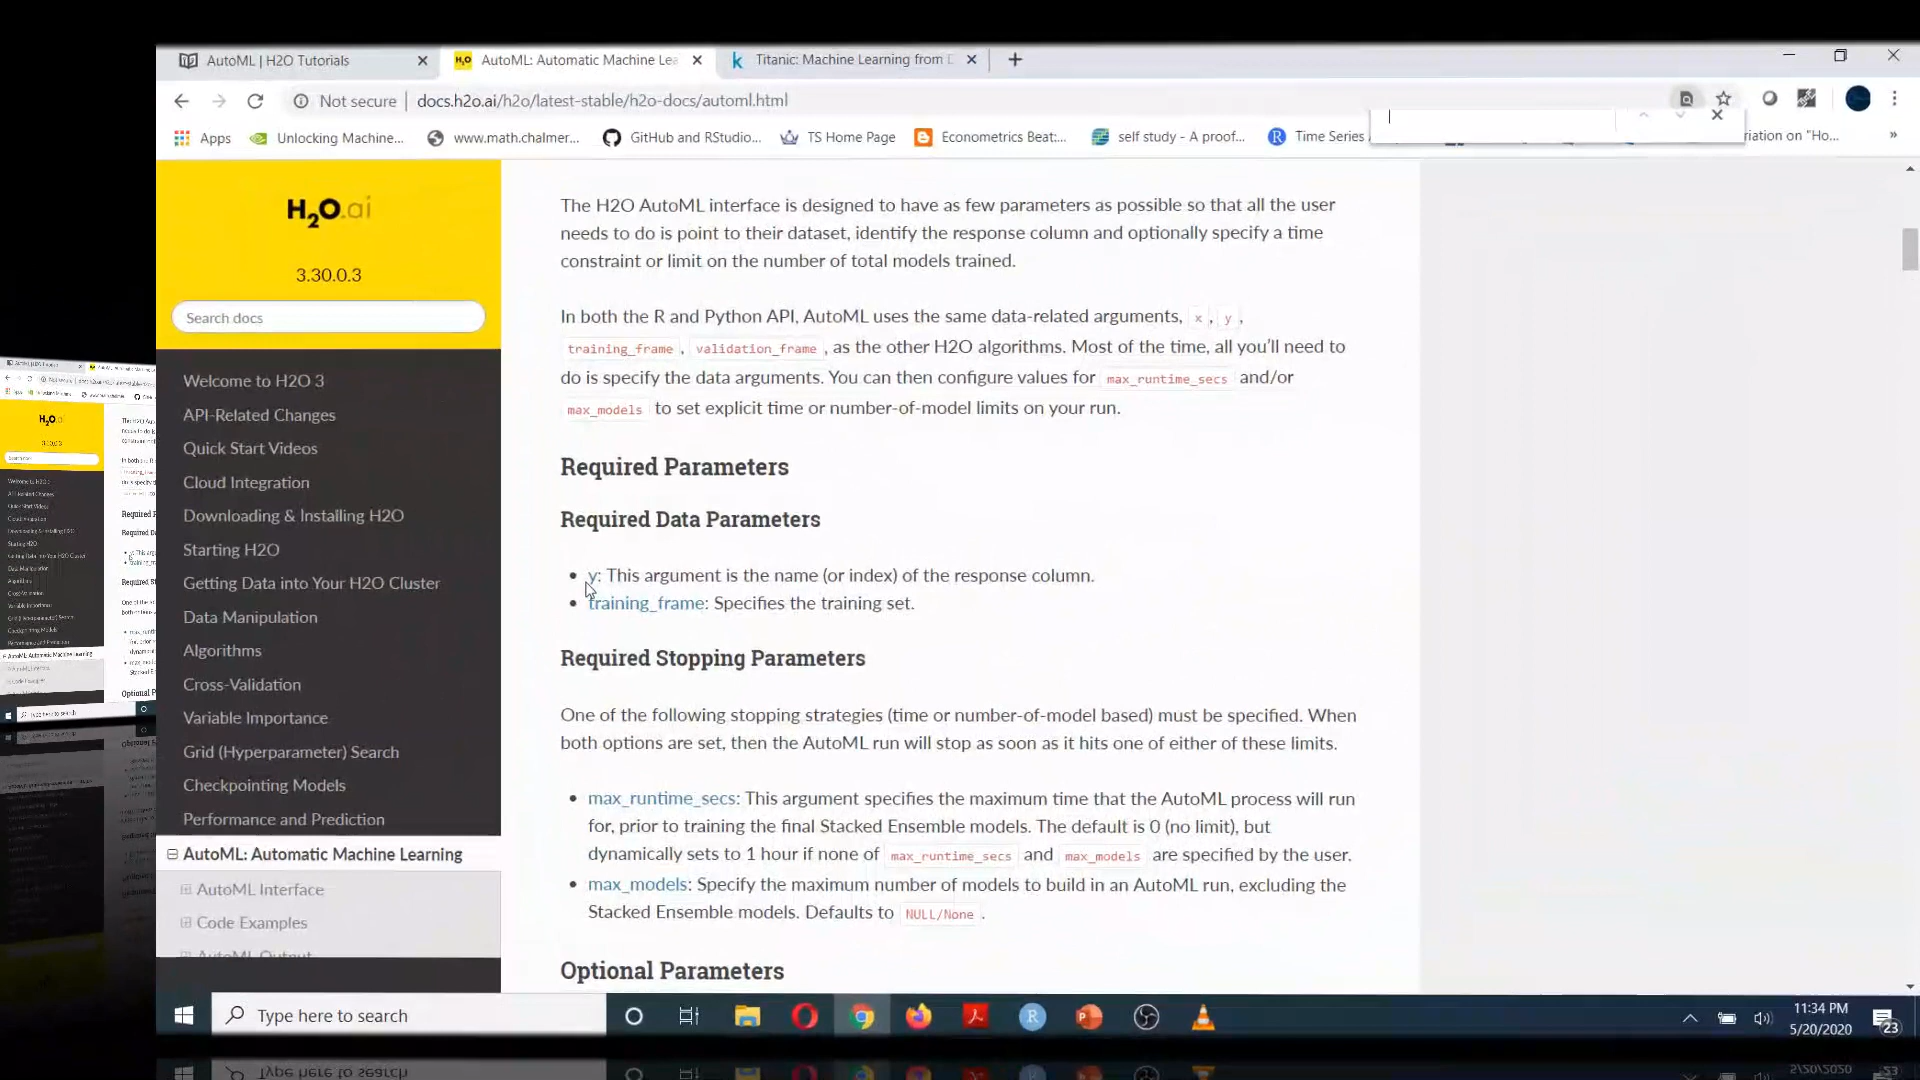 AutoML | H2O Tutorials
AutoML: Automatic Machine Lea
Titanic: Machine Learning from D
Not secure docs.h2o.ai/h2o/latest-stable/h2o-docs/automl.html
Apps
Unlocking Machine...
www.math.chalmer...
GitHub and RStudio...
TS Home Page
Econometrics Beat:...
self study - A proof...
Time Series
riation on "Ho...
»
H2O.ai
3.30.0.3
Search docs
Welcome to H2O 3
API-Related Changes
Quick Start Videos
Cloud Integration
Downloading & Installing H2O
Starting H2O
Getting Data into Your H2O Cluster
Data Manipulation
Algorithms
Cross-Validation
Variable Importance
Grid (Hyperparameter) Search
Checkpointing Models
Performance and Prediction
AutoML: Automatic Machine Learning
AutoML Interface
Code Examples
AutoML Output
The H2O AutoML interface is designed to have as few parameters as possible so that all the user
needs to do is point to their dataset, identify the response column and optionally specify a time
constraint or limit on the number of total models trained.
In both the R and Python API, AutoML uses the same data-related arguments, x, y,
training_frame, validation_frame, as the other H2O algorithms. Most of the time, all you'll need to
do is specify the data arguments. You can then configure values for max_runtime_secs and/or
max_models to set explicit time or number-of-model limits on your run.
Required Parameters
Required Data Parameters
• y: This argument is the name (or index) of the response column.
• training_frame: Specifies the training set.
Required Stopping Parameters
One of the following stopping strategies (time or number-of-model based) must be specified. When
both options are set, then the AutoML run will stop as soon as it hits one of either of these limits.
• max_runtime_secs: This argument specifies the maximum time that the AutoML process will run
for, prior to training the final Stacked Ensemble models. The default is 0 (no limit), but
dynamically sets to 1 hour if none of max_runtime_secs and max_models are specified by the user.
• max_models: Specify the maximum number of models to build in an AutoML run, excluding the
Stacked Ensemble models. Defaults to NULL/None.
Optional Parameters
Type here to search
11:34 PM
5/20/2020
23